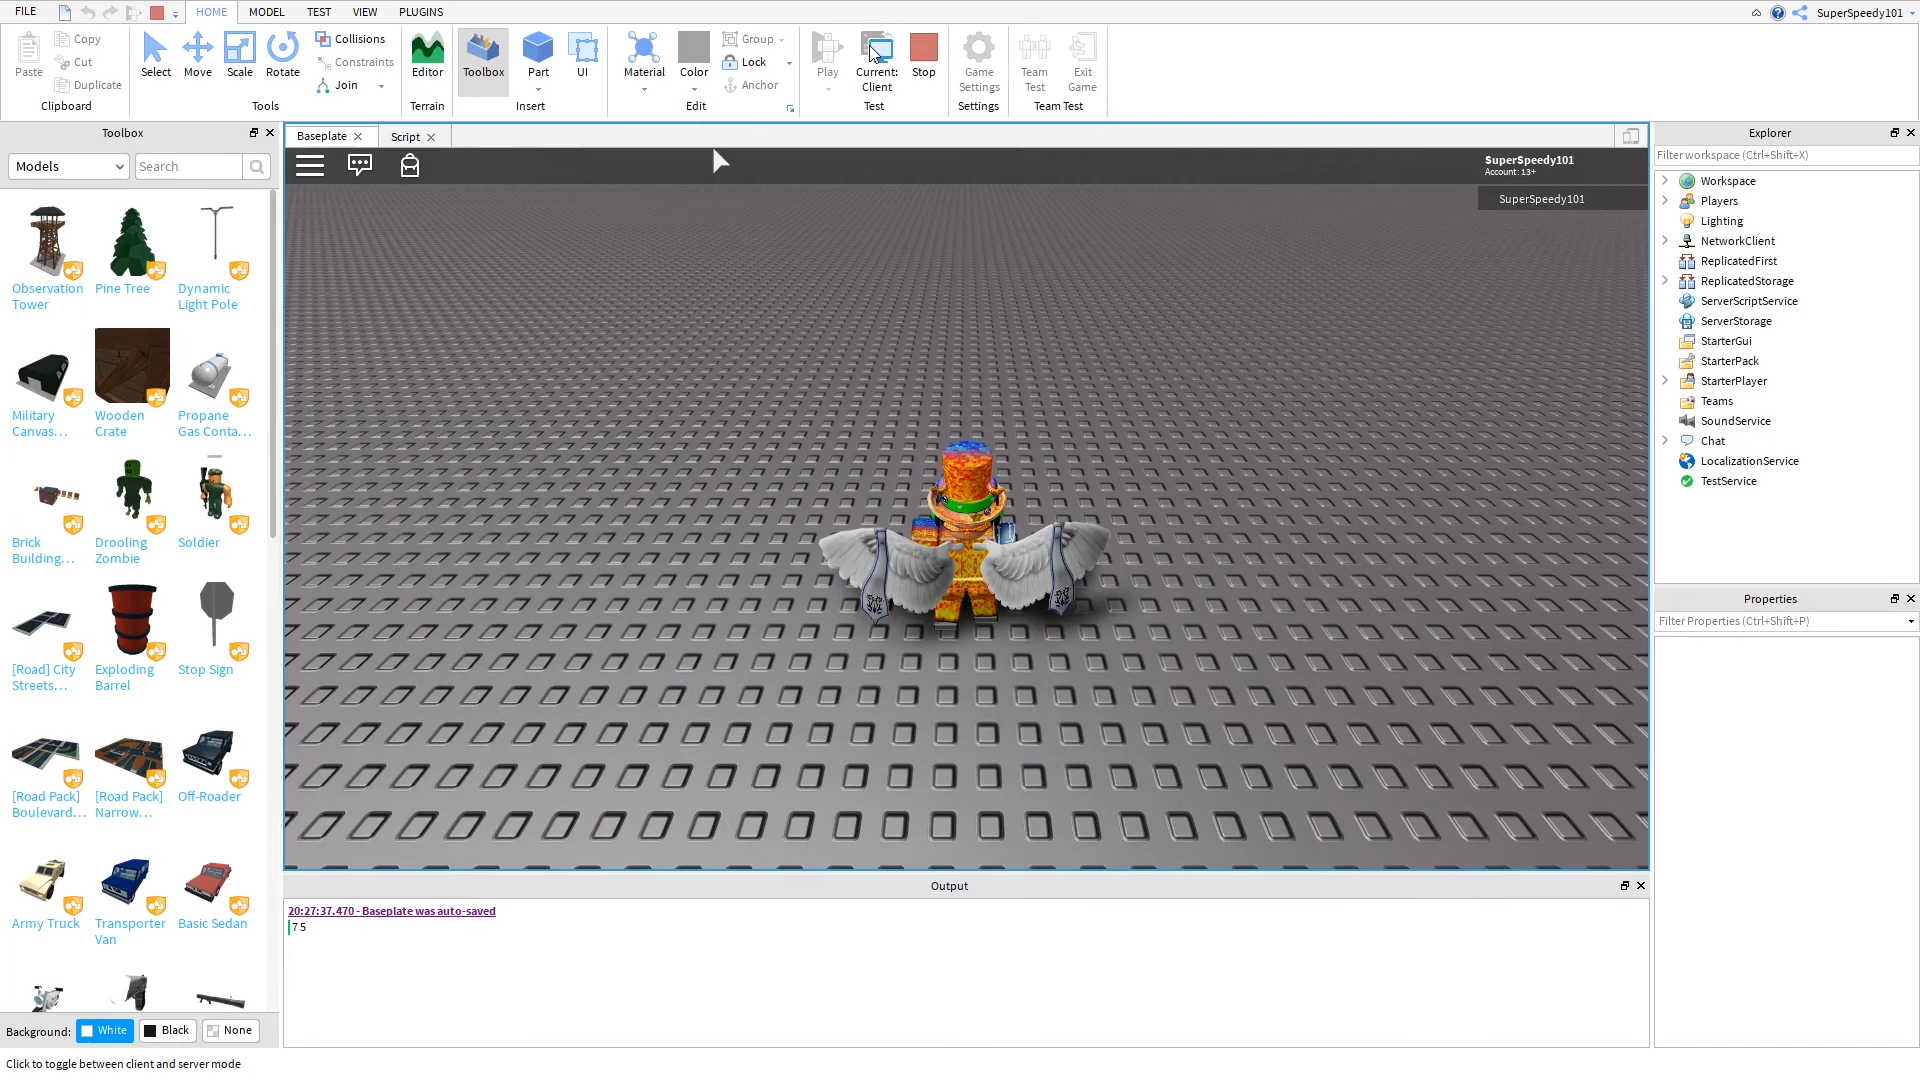 FILE
HOME
MODEL
TEST
VIEW
PLUGINS
SuperSpeedy101
Paste
Copy
Cut
Duplicate
Clipboard
Select
Move
Scale
Rotate
Collisions
Constraints
Join
Tools
Editor
Terrain
Toolbox
Part
UI
Insert
Material
Color
Group
Lock
Anchor
Edit
Play
Current:
Client
Stop
Test
Game
Settings
Settings
Team
Test
Exit
Game
Team Test
Toolbox
Models
Search
Observation
Tower
Pine Tree
Dynamic
Light Pole
Military
Canvas...
Wooden
Crate
Propane
Gas Conta...
Brick
Building...
Drooling
Zombie
Soldier
[Road] City
Streets...
Exploding
Barrel
Stop Sign
[Road Pack]
Boulevard...
[Road Pack]
Narrow...
Off-Roader
Army Truck
Transporter
Van
Basic Sedan
Background:
White
Black
None
Click to toggle between client and server mode
Baseplate
Script
SuperSpeedy101
Account: 13+
SuperSpeedy101
Output
20:27:37.470 - Baseplate was auto-saved
7 5
Explorer
Filter workspace (Ctrl+Shift+X)
Workspace
Players
Lighting
NetworkClient
ReplicatedFirst
ReplicatedStorage
ServerScriptService
ServerStorage
StarterGui
StarterPack
StarterPlayer
Teams
SoundService
Chat
LocalizationService
TestService
Properties
Filter Properties (Ctrl+Shift+P)